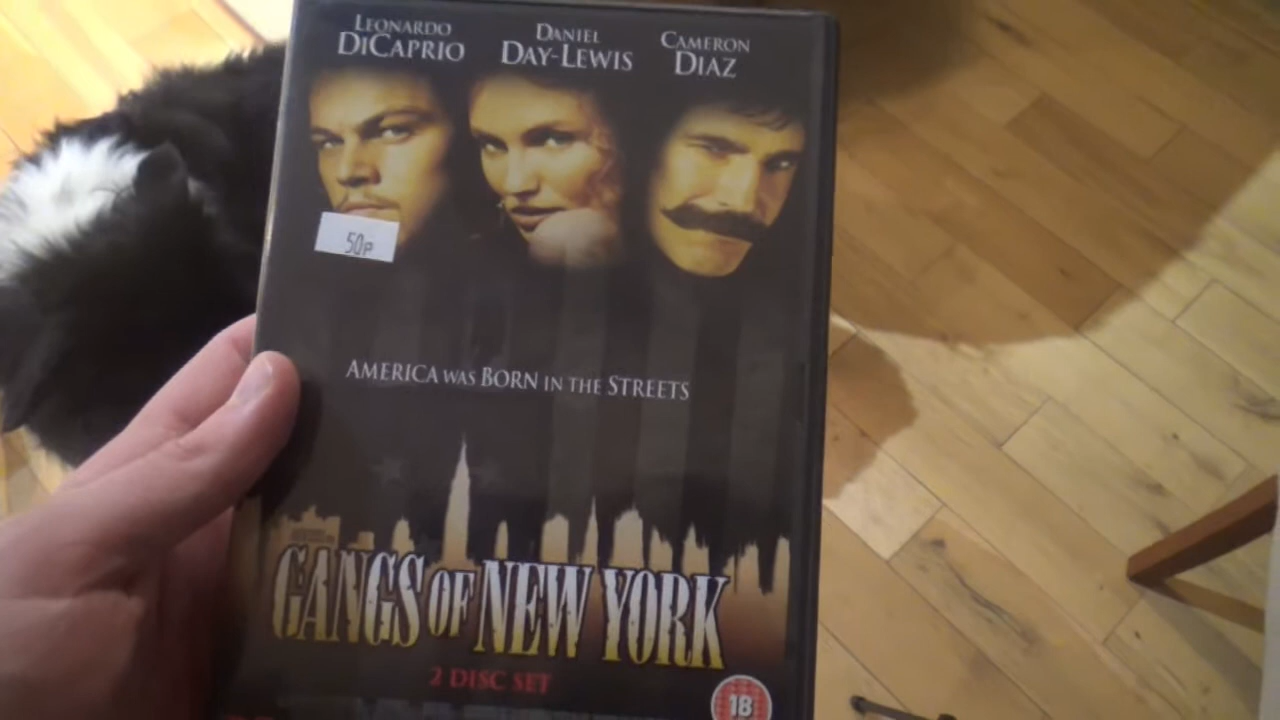 LEONARDO
DICAPRIO
DANIEL
DAY-LEWIS
CAMERON
DIAZ
50P
AMERICA WAS BORN IN THE STREETS
GANGS OF NEW YORK
2 DISC SET
18